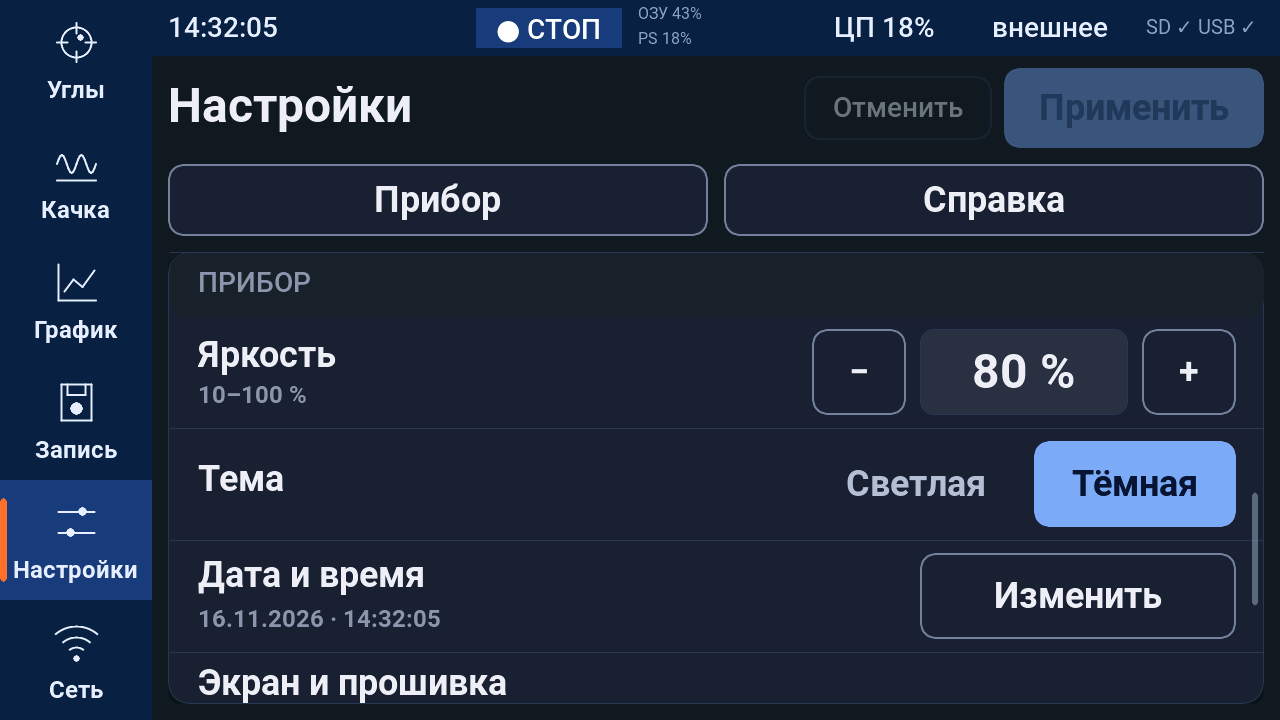 14:32:05
СТОП
ОЗУ 43%
PS 18%
ЦП 18%
внешнее
SD ✓ USB ✓
Углы
Качка
График
Запись
Настройки
Сеть
Настройки
Отменить
Применить
Прибор
Справка
ПРИБОР
Яркость
10–100 %
−
80 %
+
Тема
Светлая
Тёмная
Дата и время
16.11.2026 · 14:32:05
Изменить
Экран и прошивка